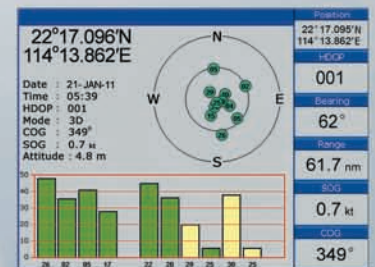 22°17.096'N
114°13.862'E
Date : 21-JAN-11
Time : 05:39
HDOP : 001
Mode : 3D
COG : 349°
SOG : 0.7 kt
Attitude : 4.8 m
N
W
E
S
50
40
30
20
10
0
Position
22°17.095'N
114°13.862'E
HDOP
001
Bearing
62°
Range
61.7 nm
SOG
0.7 kt
COG
349°